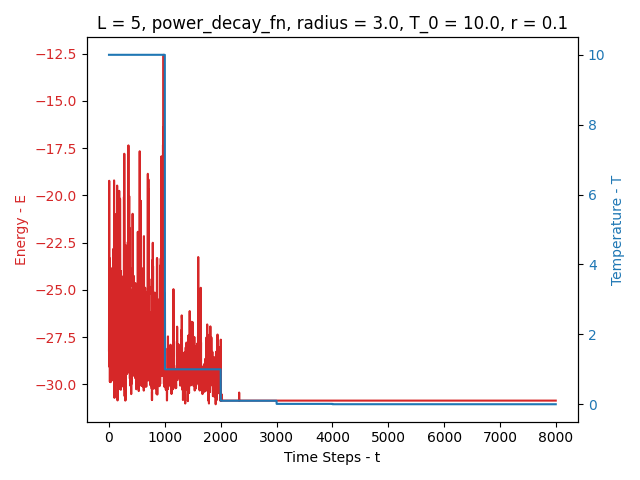 L = 5, power_decay_fn, radius = 3.0, T_0 = 10.0, r = 0.1
Energy - E
−12.5
−15.0
−17.5
−20.0
−22.5
−25.0
−27.5
−30.0
10
8
6
4
2
0
Temperature - T
0 1000 2000 3000 4000 5000 6000 7000 8000
Time Steps - t